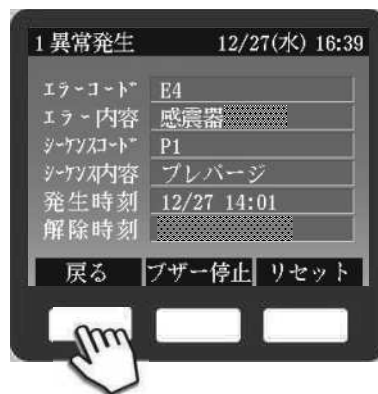 1 異常発生 12/27(水) 16:39
エラーコード E4
エラー内容 感震器
シーケンスコード P1
シーケンス内容 プレパージ
発生時刻 12/27 14:01
解除時刻
戻る ブザー停止 リセット